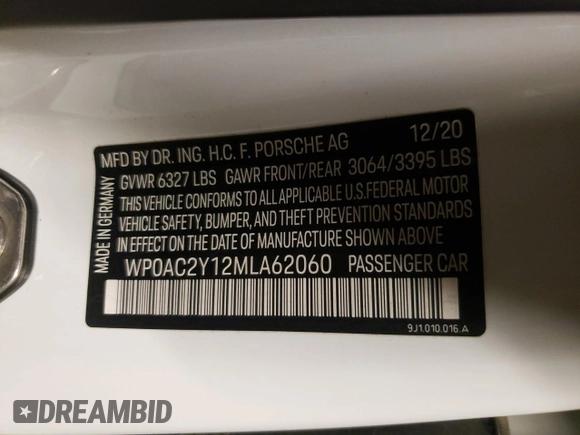 MFD BY DR. ING. H.C. F. PORSCHE AG 12/20
GVWR 6327 LBS GAWR FRONT/REAR 3064/3395 LBS
THIS VEHICLE CONFORMS TO ALL APPLICABLE U.S.FEDERAL MOTOR
VEHICLE SAFETY, BUMPER, AND THEFT PREVENTION STANDARDS
IN EFFECT ON THE DATE OF MANUFACTURE SHOWN ABOVE
WP0AC2Y12MLA62060 PASSENGER CAR
9J1.010.016.A
MADE IN GERMANY
DREAMBID